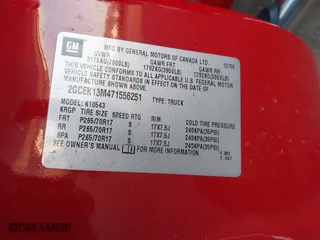 GM
MFD BY GENERAL MOTORS OF CANADA LTD.
GVWR GAWR FRT GAWR RR
3175KG(7000LB) 1792KG(3950LB) 1792KG(3950LB)
THIS VEHICLE CONFORMS TO ALL APPLICABLE U.S. FEDERAL
MOTOR VEHICLE SAFETY
THEFT PREVENTION STANDARDS IN EFFECT ON THE DATE OF
MANUFACTURE SHOWN ABOVE.
2GCEK13M471556251 TYPE: TRUCK
MODEL: K10543
KRGP TIRE SIZE SPEED RTG RIM COLD TIRE PRESSURE
FRT P265/70R17 S 17X7.5J 240KPA(35PSI)
RR P265/70R17 S 17X7.5J 240KPA(35PSI)
SPA P265/70R17 S 17X7.5J 240KPA(35PSI)
SEE OWNER'S MANUAL FOR MORE INFORMATION.
DREAMBID